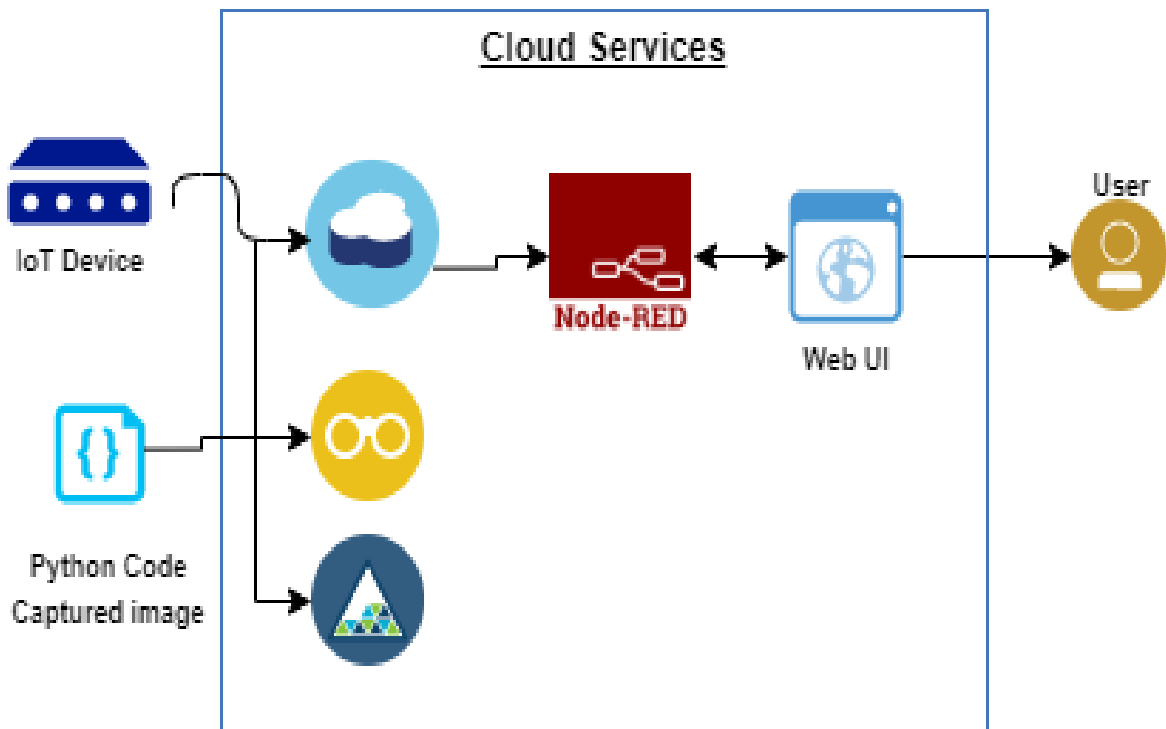 Cloud Services
IoT Device
User
Node-RED
Web UI
{}
Python Code
Captured image